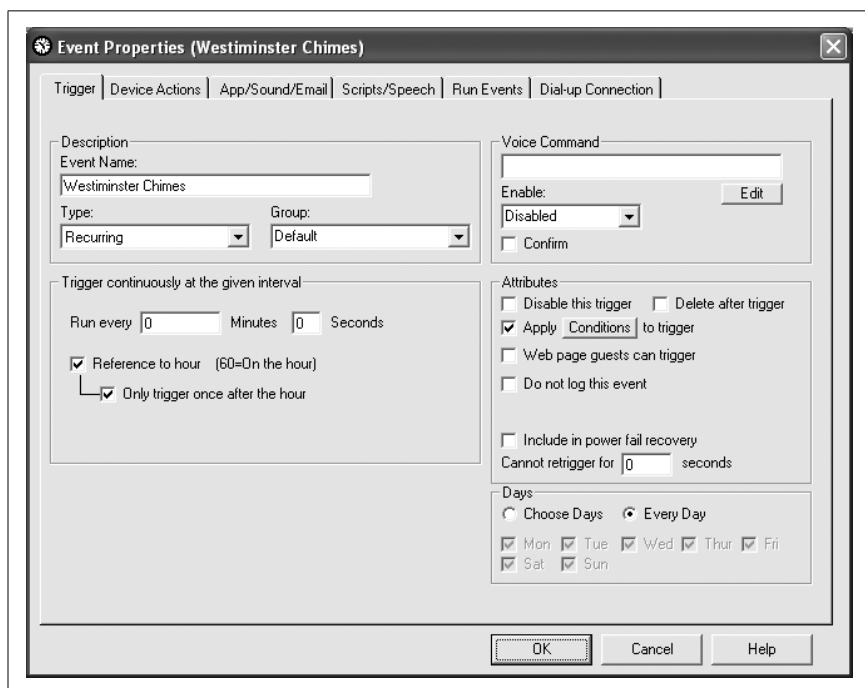 Event Properties (Westiminster Chimes)
Trigger Device Actions App/Sound/Email Scripts/Speech Run Events Dial-up Connection
Description
Event Name:
Westiminster Chimes
Type: Group:
Recurring Default
Voice Command
Enable: Edit
Disabled
Confirm
Trigger continuously at the given interval
Run every 0 Minutes 0 Seconds
Reference to hour (60=On the hour)
Only trigger once after the hour
Attributes
Disable this trigger Delete after trigger
Apply Conditions to trigger
Web page guests can trigger
Do not log this event
Include in power fail recovery
Cannot retrigger for 0 seconds
Days
Choose Days Every Day
Mon Tue Wed Thur Fri
Sat Sun
OK Cancel Help